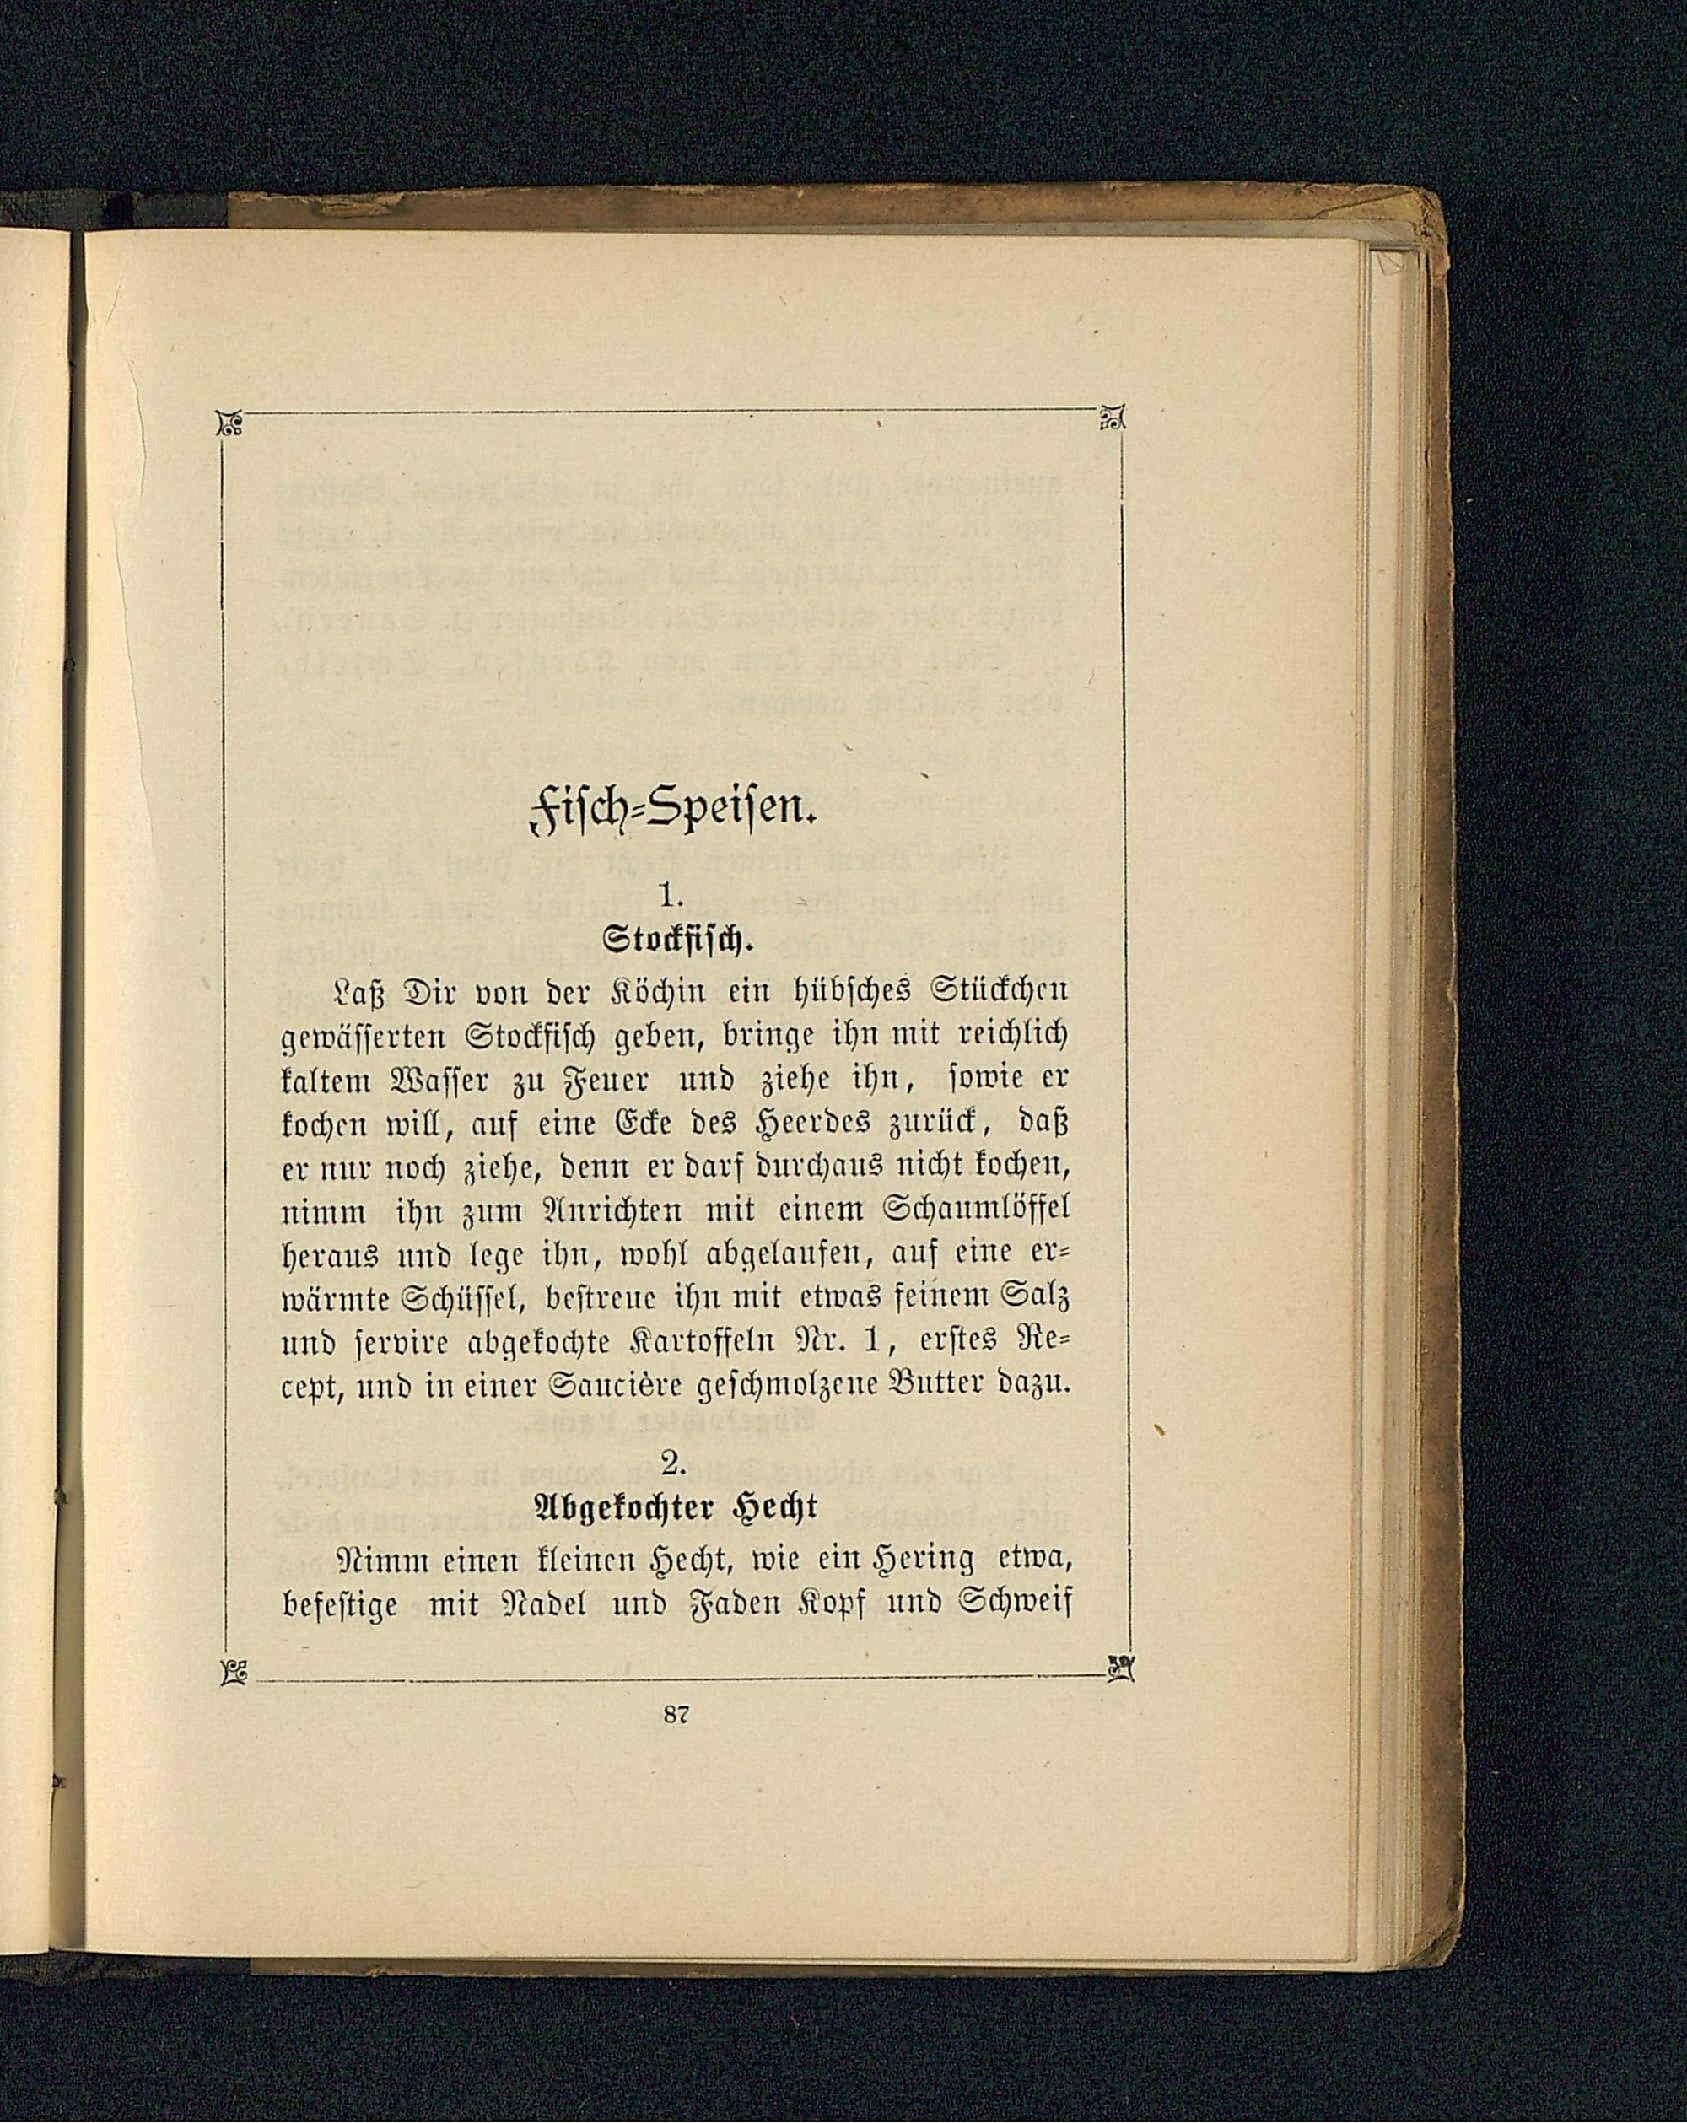 Fisch-Speisen.
1.
Stockfisch.
Laß Dir von der Köchin ein hübsches Stückchen
gewässerten Stockfisch geben, bringe ihn mit reichlich
kaltem Wasser zu Feuer und ziehe ihn, sowie er
kochen will, auf eine Ecke des Heerdes zurück, daß
er nur noch ziehe, denn er darf durchaus nicht kochen,
nimm ihn zum Anrichten mit einem Schaumlöffel
heraus und lege ihn, wohl abgelaufen, auf eine er-
wärmte Schüssel, bestreue ihn mit etwas feinem Salz
und servire abgekochte Kartoffeln Nr. 1, erstes Re-
cept, und in einer Saucière geschmolzene Butter dazu.
2.
Abgekochter Hecht
Nimm einen kleinen Hecht, wie ein Hering etwa,
befestige mit Nadel und Faden Kopf und Schweif
87